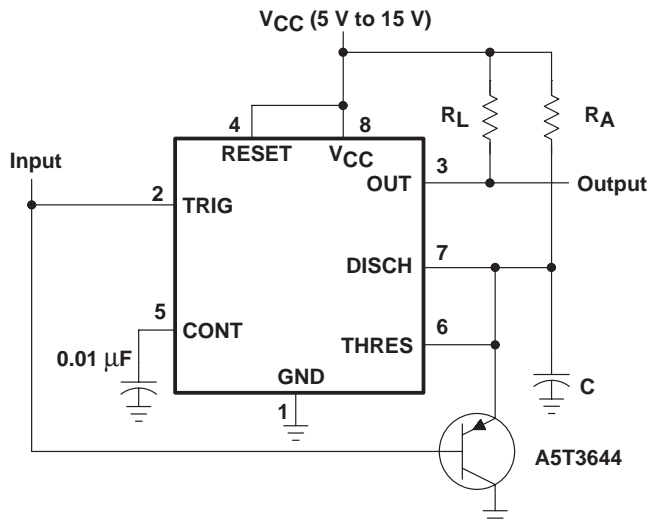 VCC (5 V to 15 V)
RL
RA
4
8
RESET
VCC
Input
3
OUT
Output
2
TRIG
7
DISCH
5
CONT
6
THRES
0.01 μF
GND
1
C
A5T3644